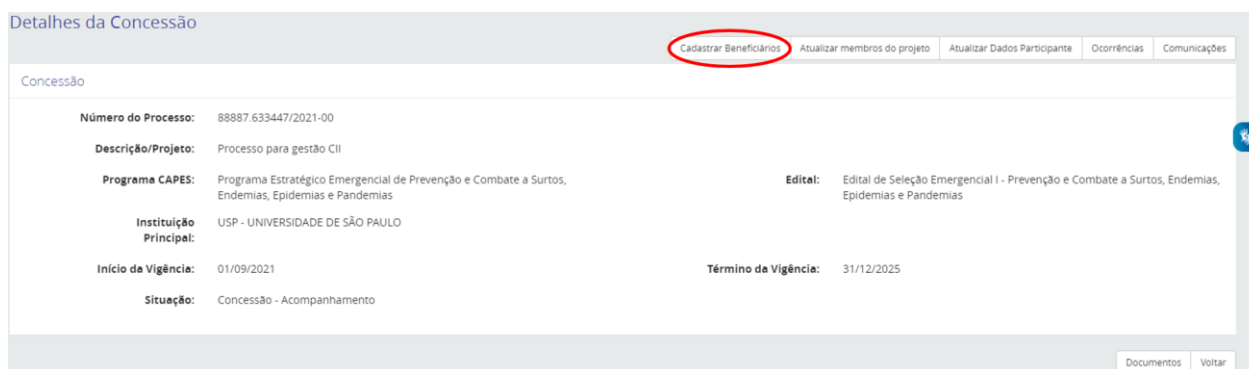 Detalhes da Concessão
Cadastrar Beneficiários Atualizar membros do projeto Atualizar Dados Participante Ocorrências Comunicações
Concessão
Número do Processo: 88887.633447/2021-00
Descrição/Projeto: Processo para gestão CII
Programa CAPES: Programa Estratégico Emergencial de Prevenção e Combate a Surtos,
Endemias, Epidemias e Pandemias
Edital: Edital de Seleção Emergencial I - Prevenção e Combate a Surtos, Endemias,
Epidemias e Pandemias
Instituição
Principal:
USP - UNIVERSIDADE DE SÃO PAULO
Início da Vigência: 01/09/2021 Término da Vigência: 31/12/2025
Situação: Concessão - Acompanhamento
Documentos Voltar